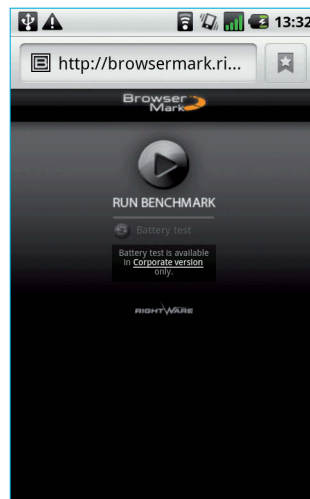 13:32
http://browsermark.ri...
Browser
Mark
RUN BENCHMARK
Battery test
Battery test is available
in Corporate version
only.
RIGHTWARE